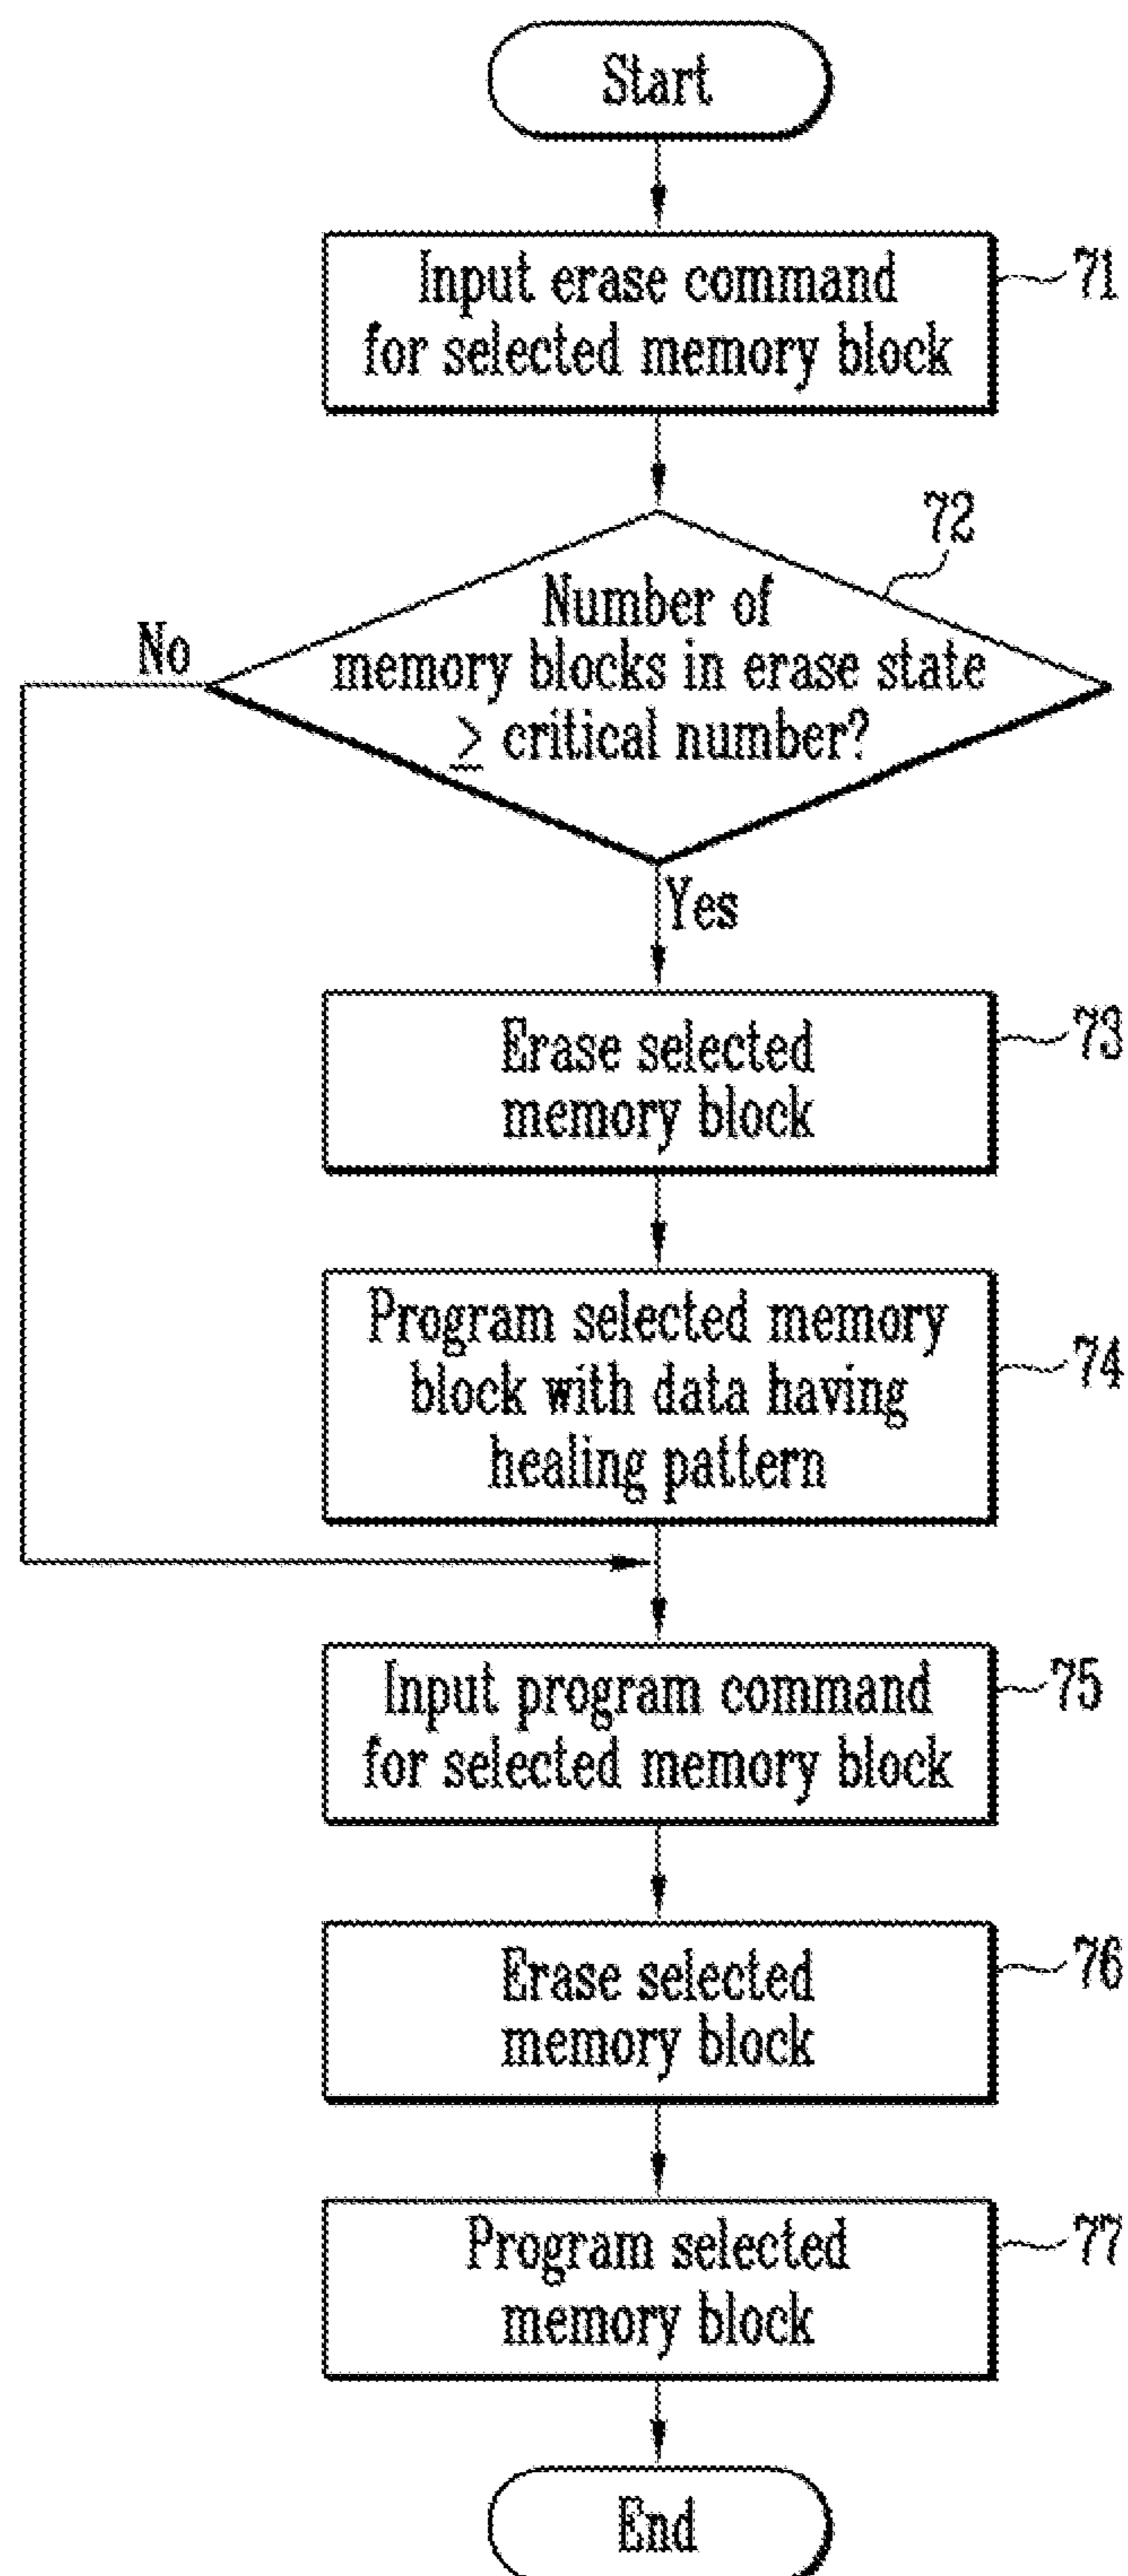 Start
Input erase command
for selected memory block
71
72
Number of
memory blocks in erase state
≥ critical number?
No
Yes
Erase selected
memory block
73
Program selected memory
block with data having
healing pattern
74
Input program command
for selected memory block
75
Erase selected
memory block
76
Program selected
memory block
77
End